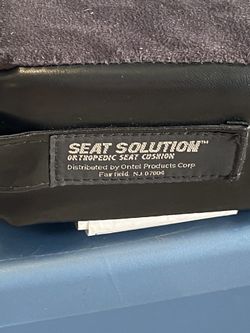 SEAT SOLUTION™
ORTHOPEDIC SEAT CUSHION
Distributed by Ontel Products Corp
Fairfield, NJ 07004